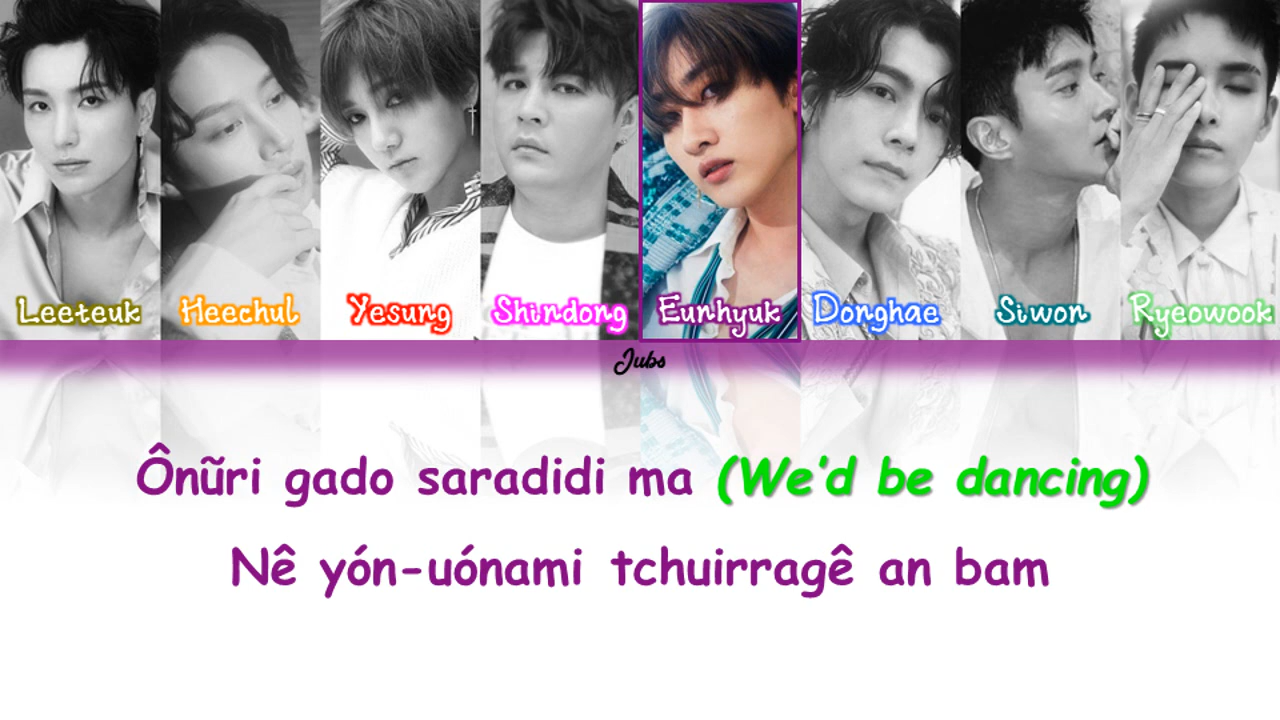 Leeteuk Heechul Yesung Shindong Eunhyuk Donghae Siwon Ryeowook
Jubs
Ônũri gado saradidi ma (We'd be dancing)
Nê yón-uónami tchuirragê an bam